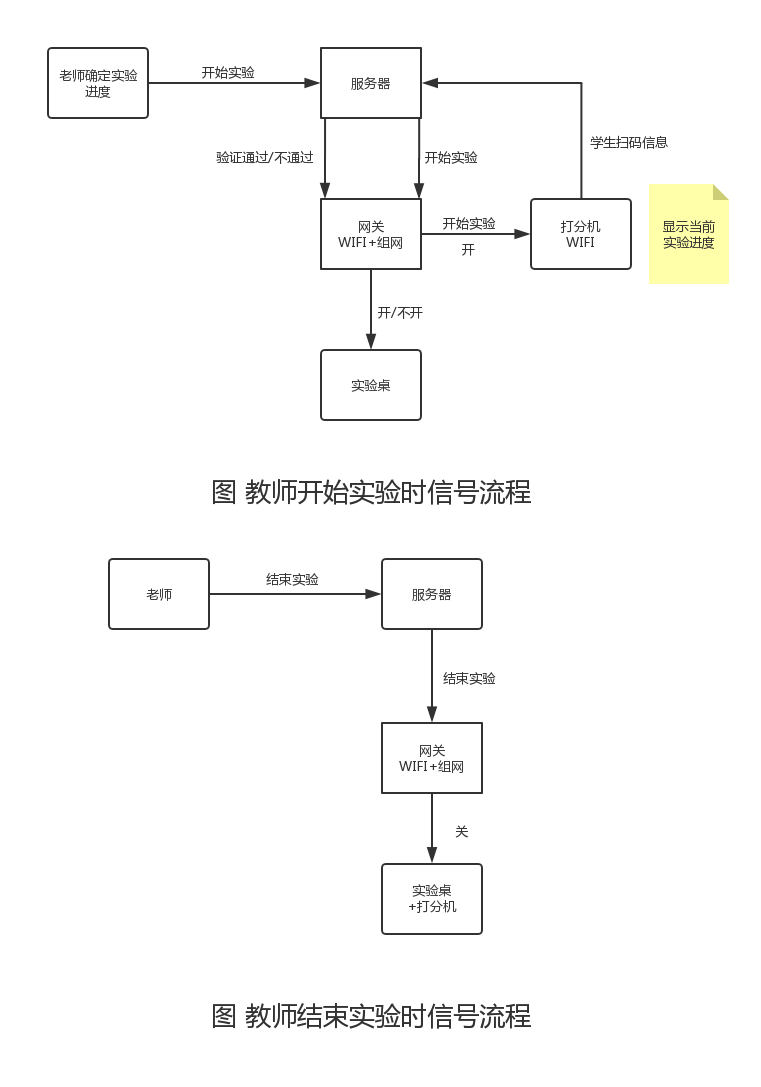 老师确定实验
进度
开始实验
服务器
验证通过/不通过
开始实验
学生扫码信息
网关
WIFI+组网
开始实验
开
打分机
WIFI
显示当前
实验进度
开/不开
实验桌
图 教师开始实验时信号流程
老师
结束实验
服务器
结束实验
网关
WIFI+组网
关
实验桌
+打分机
图 教师结束实验时信号流程